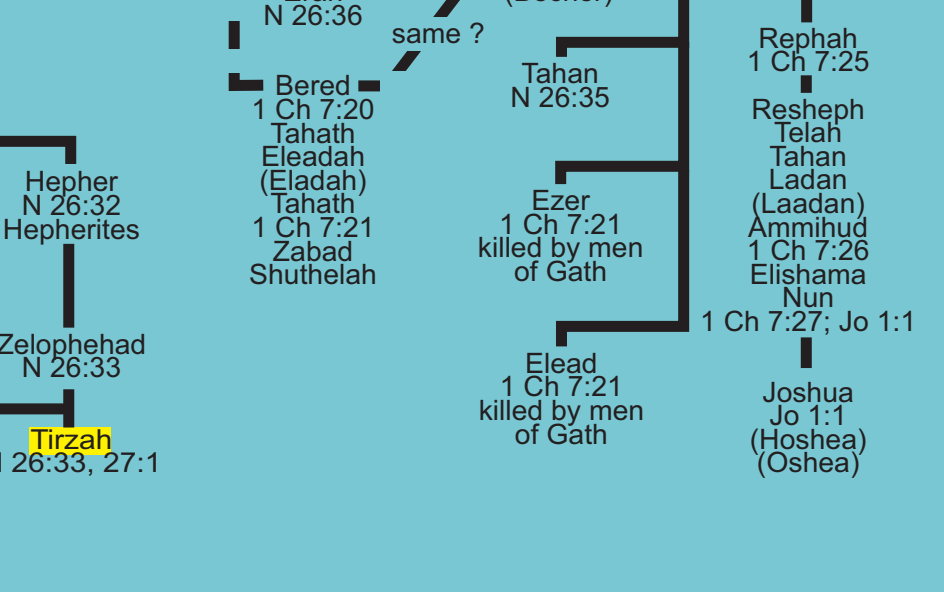 N 26:36
same ?
Bered
1 Ch 7:20
Tahath
Eleadah
(Eladah)
Tahath
1 Ch 7:21
Zabad
Shuthelah
Hepher
N 26:32
Hepherites
Zelophehad
N 26:33
Tirzah
26:33, 27:1
Tahan
N 26:35
Ezer
1 Ch 7:21
killed by men
of Gath
Elead
1 Ch 7:21
killed by men
of Gath
Rephah
1 Ch 7:25
Resheph
Telah
Tahan
Ladan
(Laadan)
Ammihud
1 Ch 7:26
Elishama
Nun
1 Ch 7:27; Jo 1:1
Joshua
Jo 1:1
(Hoshea)
(Oshea)